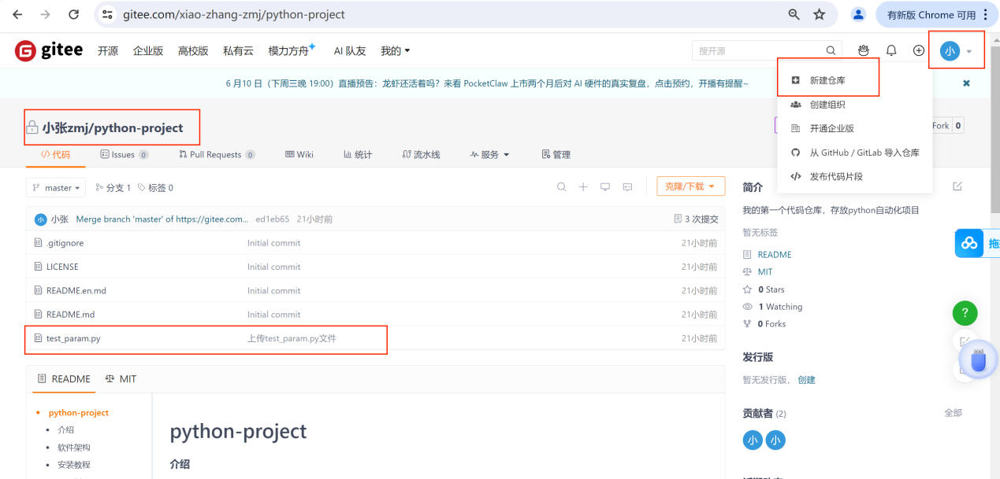 gitee.com/xiao-zhang-zmj/python-project
有新版 Chrome 可用
gitee 开源 企业版 高校版 私有云 模力方舟 AI 队友 我的
搜开源
小
6 月 10 日（下周三晚 19:00）直播预告：龙虾还活着吗？来看 PocketClaw 上市两个月后对 AI 硬件的真实复盘，点击预约，开播有提醒~
新建仓库
创建组织
开通企业版
从 GitHub / GitLab 导入仓库
发布代码片段
小张zmj/python-project
Fork 0
代码 Issues 0 Pull Requests 0 Wiki 统计 流水线 服务 管理
master 分支 1 标签 0
克隆/下载
小 小张 Merge branch 'master' of https://gitee.com... ed1eb65 21小时前
3 次提交
.gitignore Initial commit 21小时前
LICENSE Initial commit 21小时前
README.en.md Initial commit 21小时前
README.md Initial commit 21小时前
test_param.py 上传test_param.py文件 21小时前
README MIT
python-project
介绍
软件架构
安装教程
python-project
介绍
简介
我的第一个代码仓库，存放python自动化项目
暂无标签
README
MIT
0 Stars
1 Watching
0 Forks
发行版
暂无发行版， 创建
贡献者 (2) 全部
小 小
?